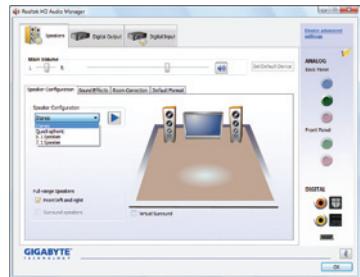 Realtek HD Audio Manager
Speakers
Digital Output
Digital Input
Device advanced
settings
Main Volume
L
R
Set Default Device
ANALOG
Back Panel
Speaker Configuration
Sound Effects
Room Correction
Default Format
Speaker Configuration
Stereo
Stereo
Quadraphonic
5.1 Speaker
7.1 Speaker
Front Panel
Full-range Speakers
Front left and right
Surround speakers
Virtual Surround
DIGITAL
GIGABYTE
TECHNOLOGY
OK